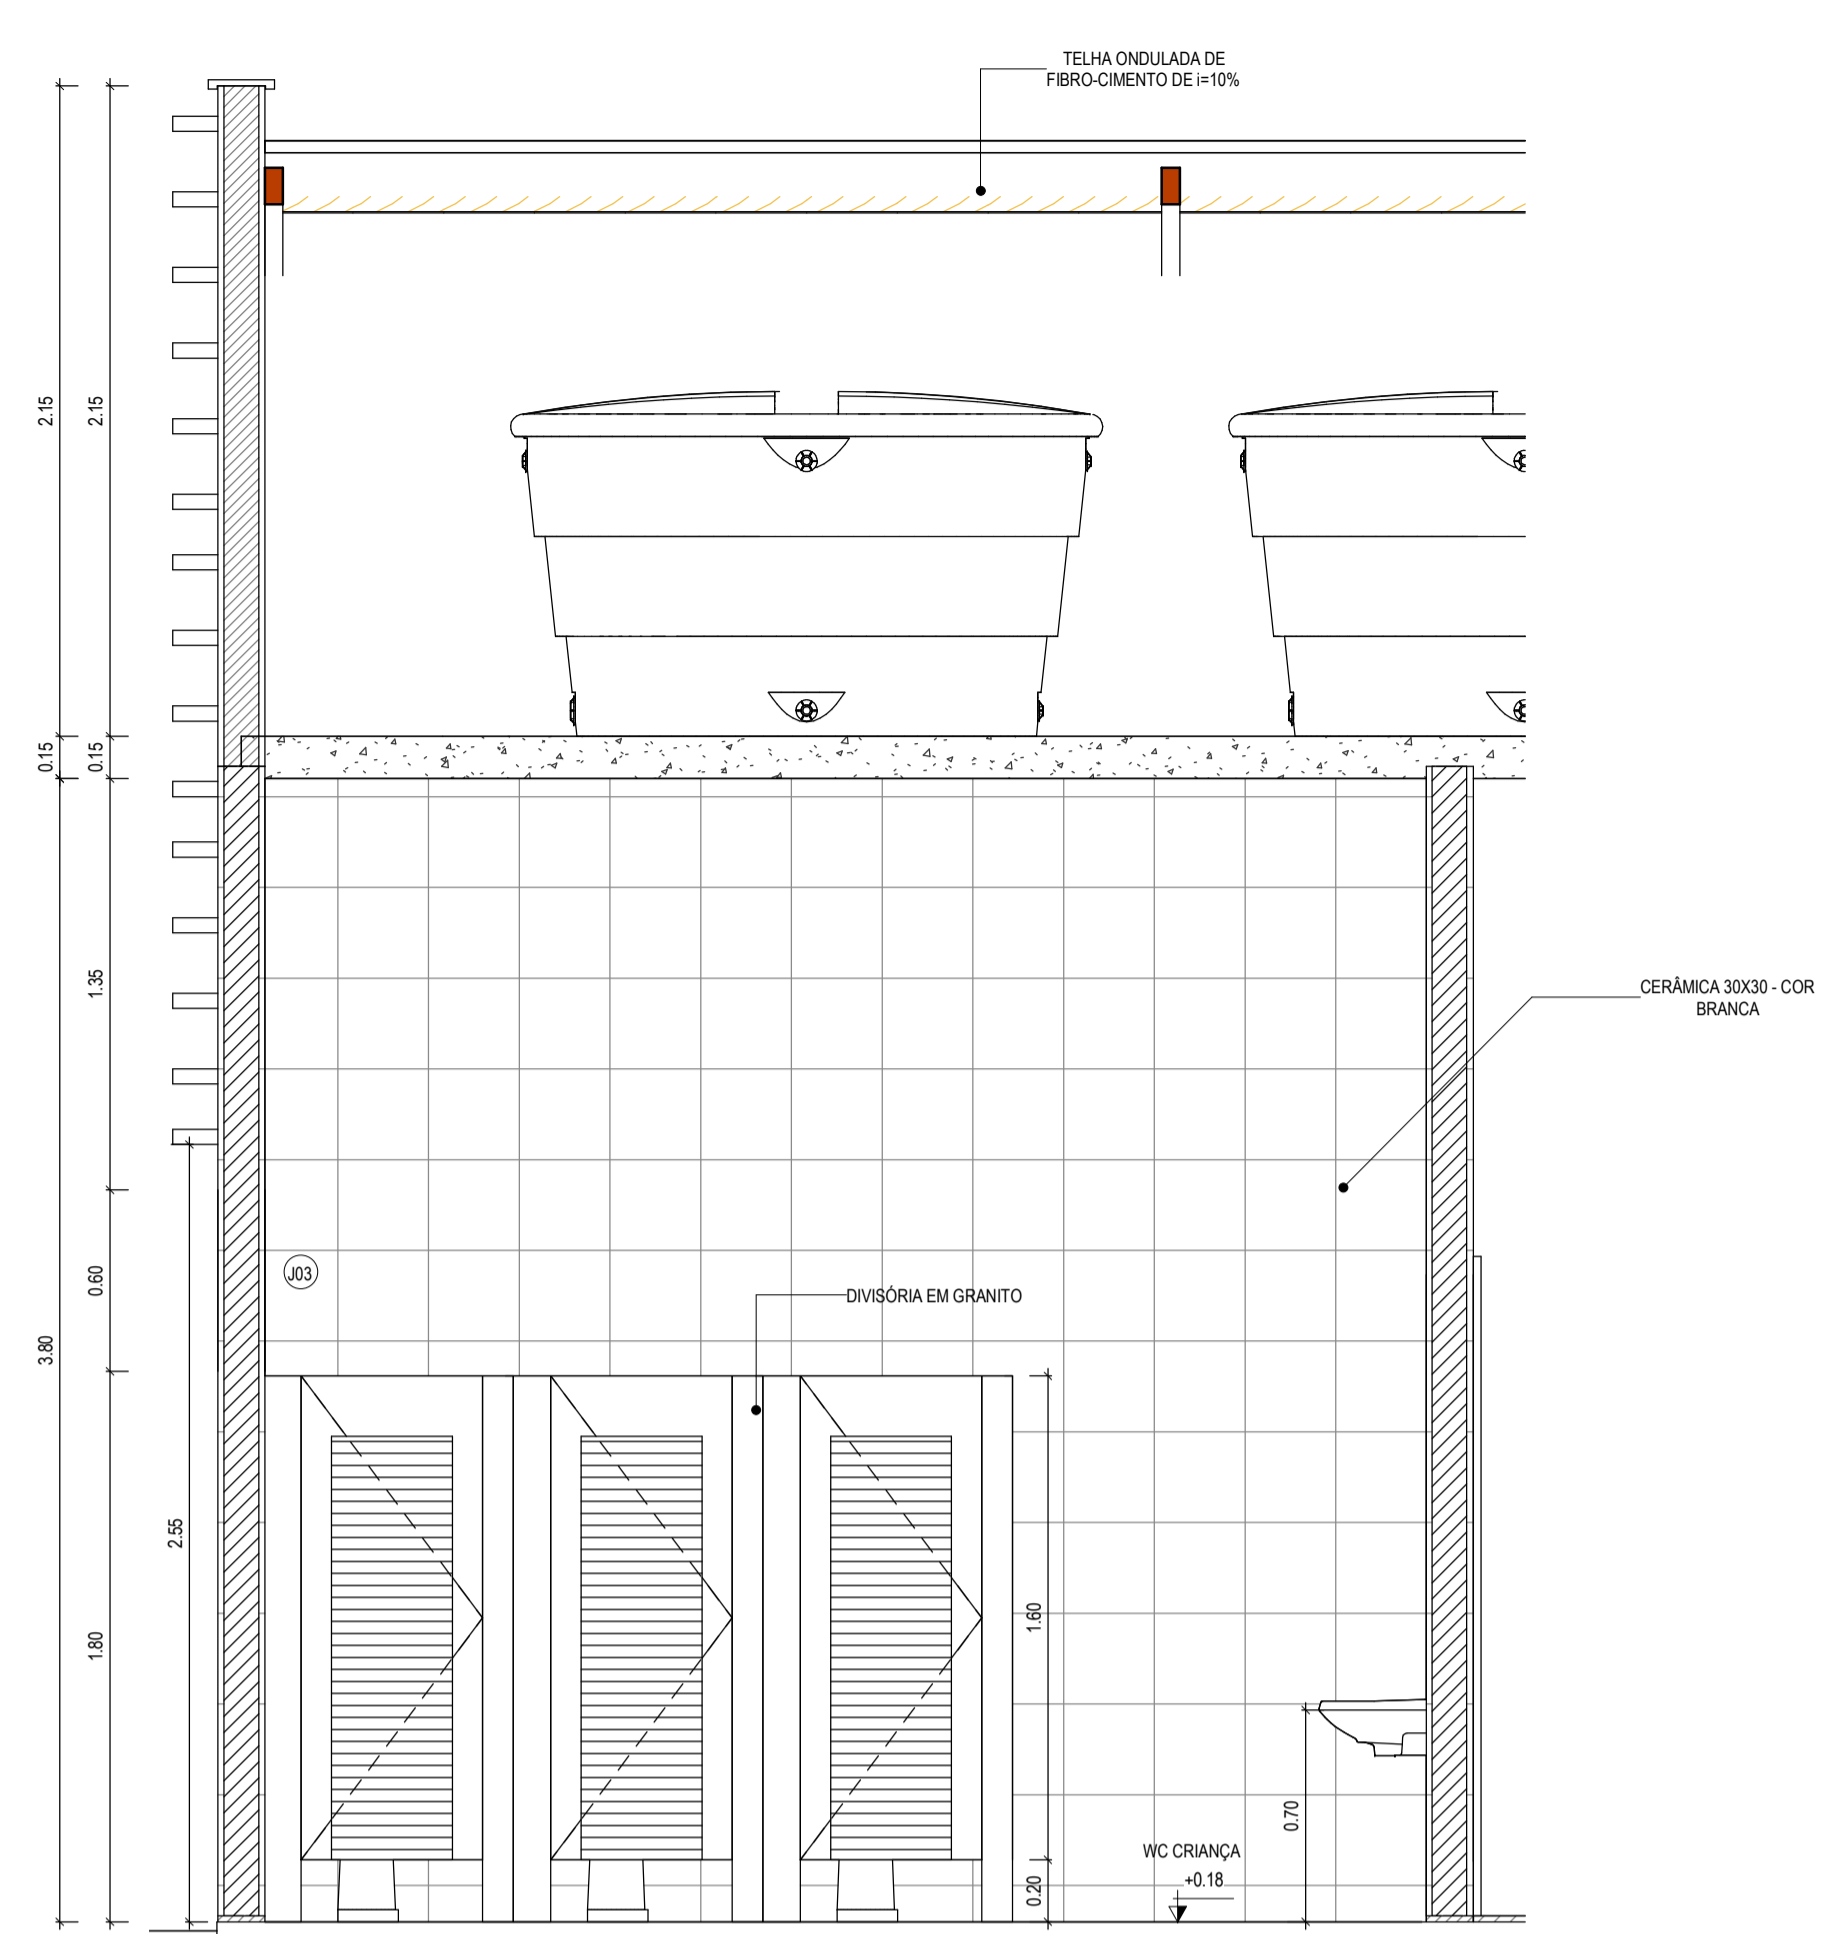 TELHA ONDULADA DE
FIBRO-CIMENTO DE i=10%
2.15
2.15
0.15
0.15
1.35
CERÂMICA 30X30 - COR
BRANCA
J03
0.60
DIVISÓRIA EM GRANITO
3.80
2.55
1.80
1.60
0.70
WC CRIANÇA
+0.18
0.20